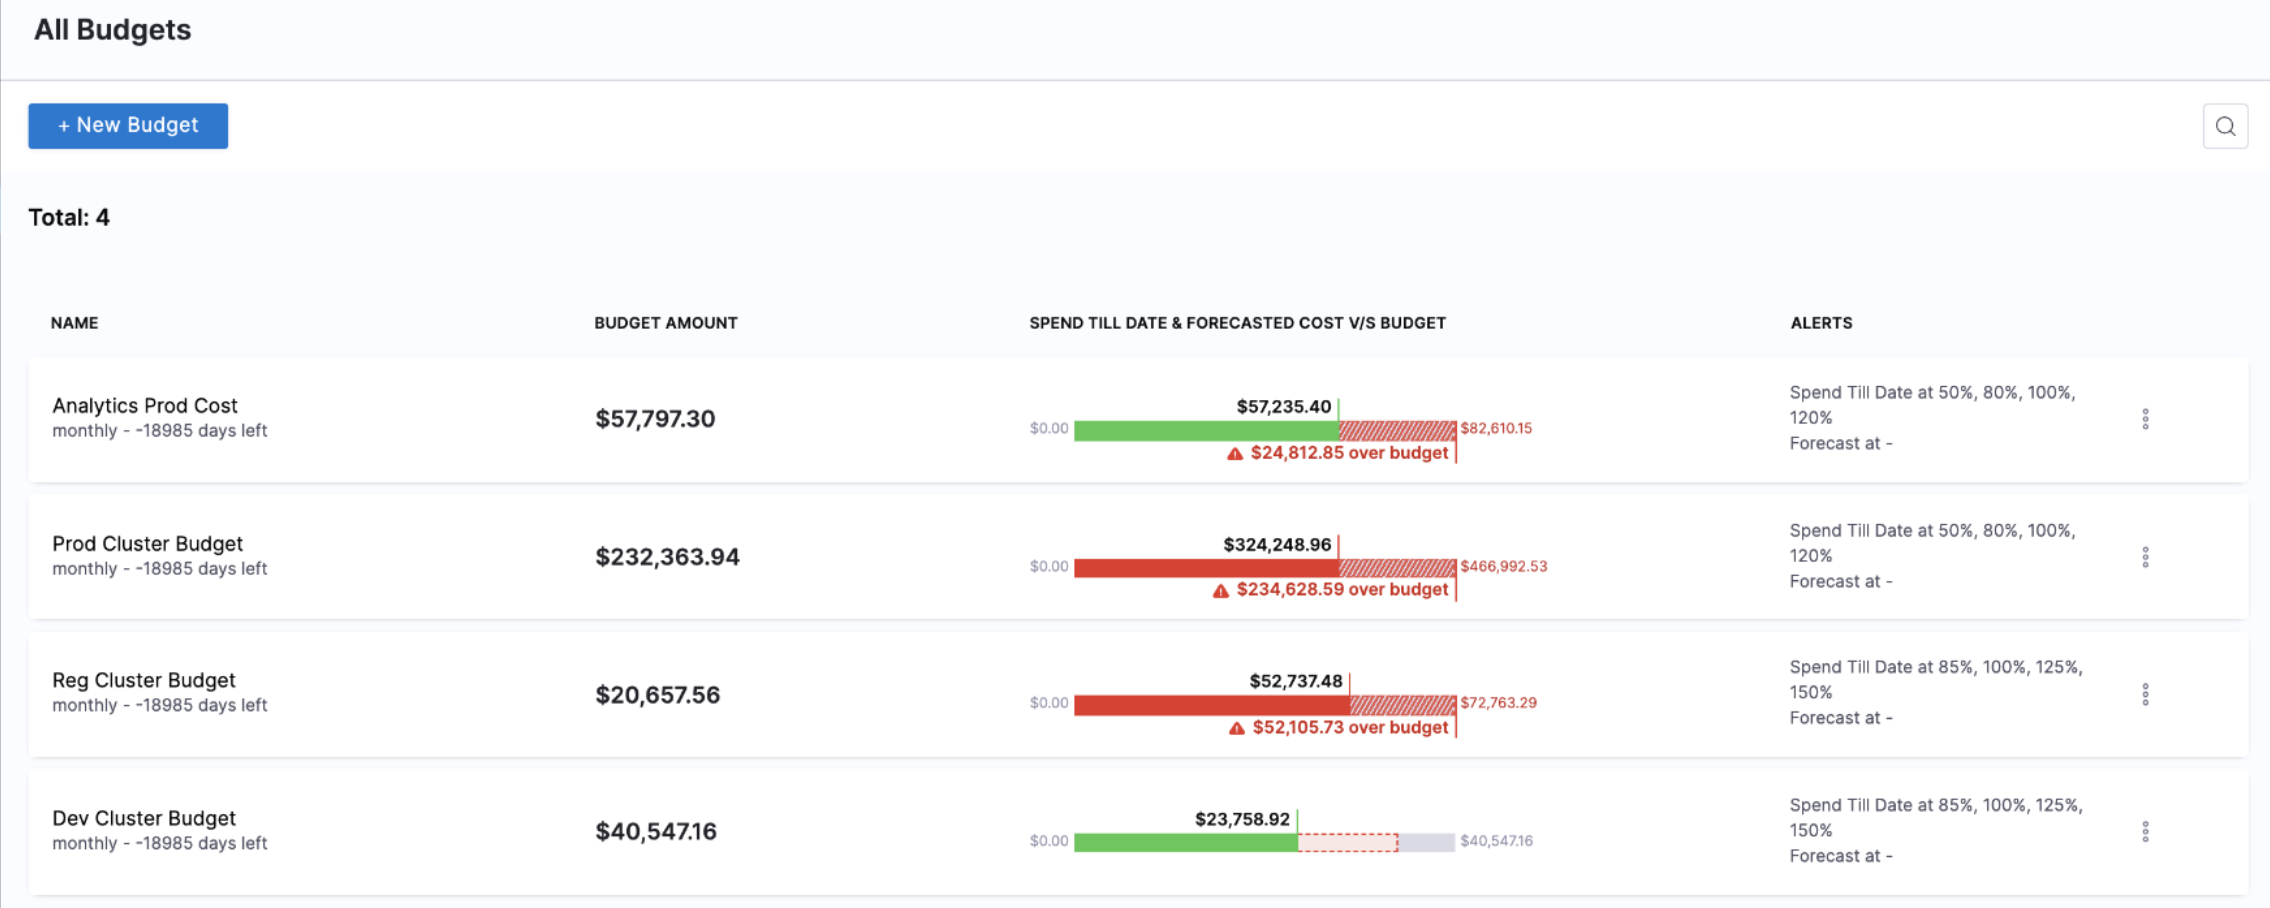 All Budgets
+ New Budget
Total: 4
NAME BUDGET AMOUNT SPEND TILL DATE & FORECASTED COST V/S BUDGET ALERTS
Analytics Prod Cost
monthly - -18985 days left
$57,797.30
$57,235.40
$0.00 $82,610.15
$24,812.85 over budget
Spend Till Date at 50%, 80%, 100%,
120%
Forecast at -
Prod Cluster Budget
monthly - -18985 days left
$232,363.94
$324,248.96
$0.00 $466,992.53
$234,628.59 over budget
Spend Till Date at 50%, 80%, 100%,
120%
Forecast at -
Reg Cluster Budget
monthly - -18985 days left
$20,657.56
$52,737.48
$0.00 $72,763.29
$52,105.73 over budget
Spend Till Date at 85%, 100%, 125%,
150%
Forecast at -
Dev Cluster Budget
monthly - -18985 days left
$40,547.16
$23,758.92
$0.00 $40,547.16
Spend Till Date at 85%, 100%, 125%,
150%
Forecast at -